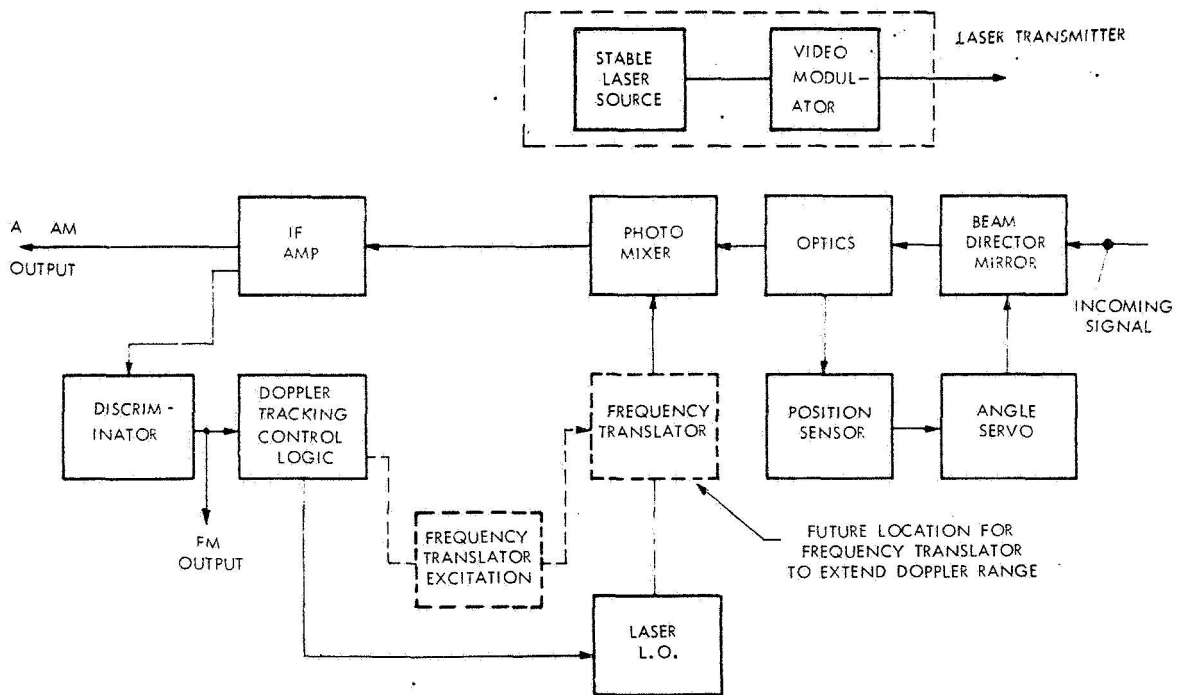 LASER TRANSMITTER
STABLE
LASER
SOURCE
VIDEO
MODUL-
ATOR
A AM
OUTPUT
IF
AMP
PHOTO
MIXER
OPTICS
BEAM
DIRECTOR
MIRROR
INCOMING
SIGNAL
DISCRIM-
INATOR
DOPPLER
TRACKING
CONTROL
LOGIC
FREQUENCY
TRANSLATOR
POSITION
SENSOR
ANGLE
SERVO
FM
OUTPUT
FREQUENCY
TRANSLATOR
EXCITATION
FUTURE LOCATION FOR
FREQUENCY TRANSLATOR
TO EXTEND DOPPLER RANGE
LASER
L.O.